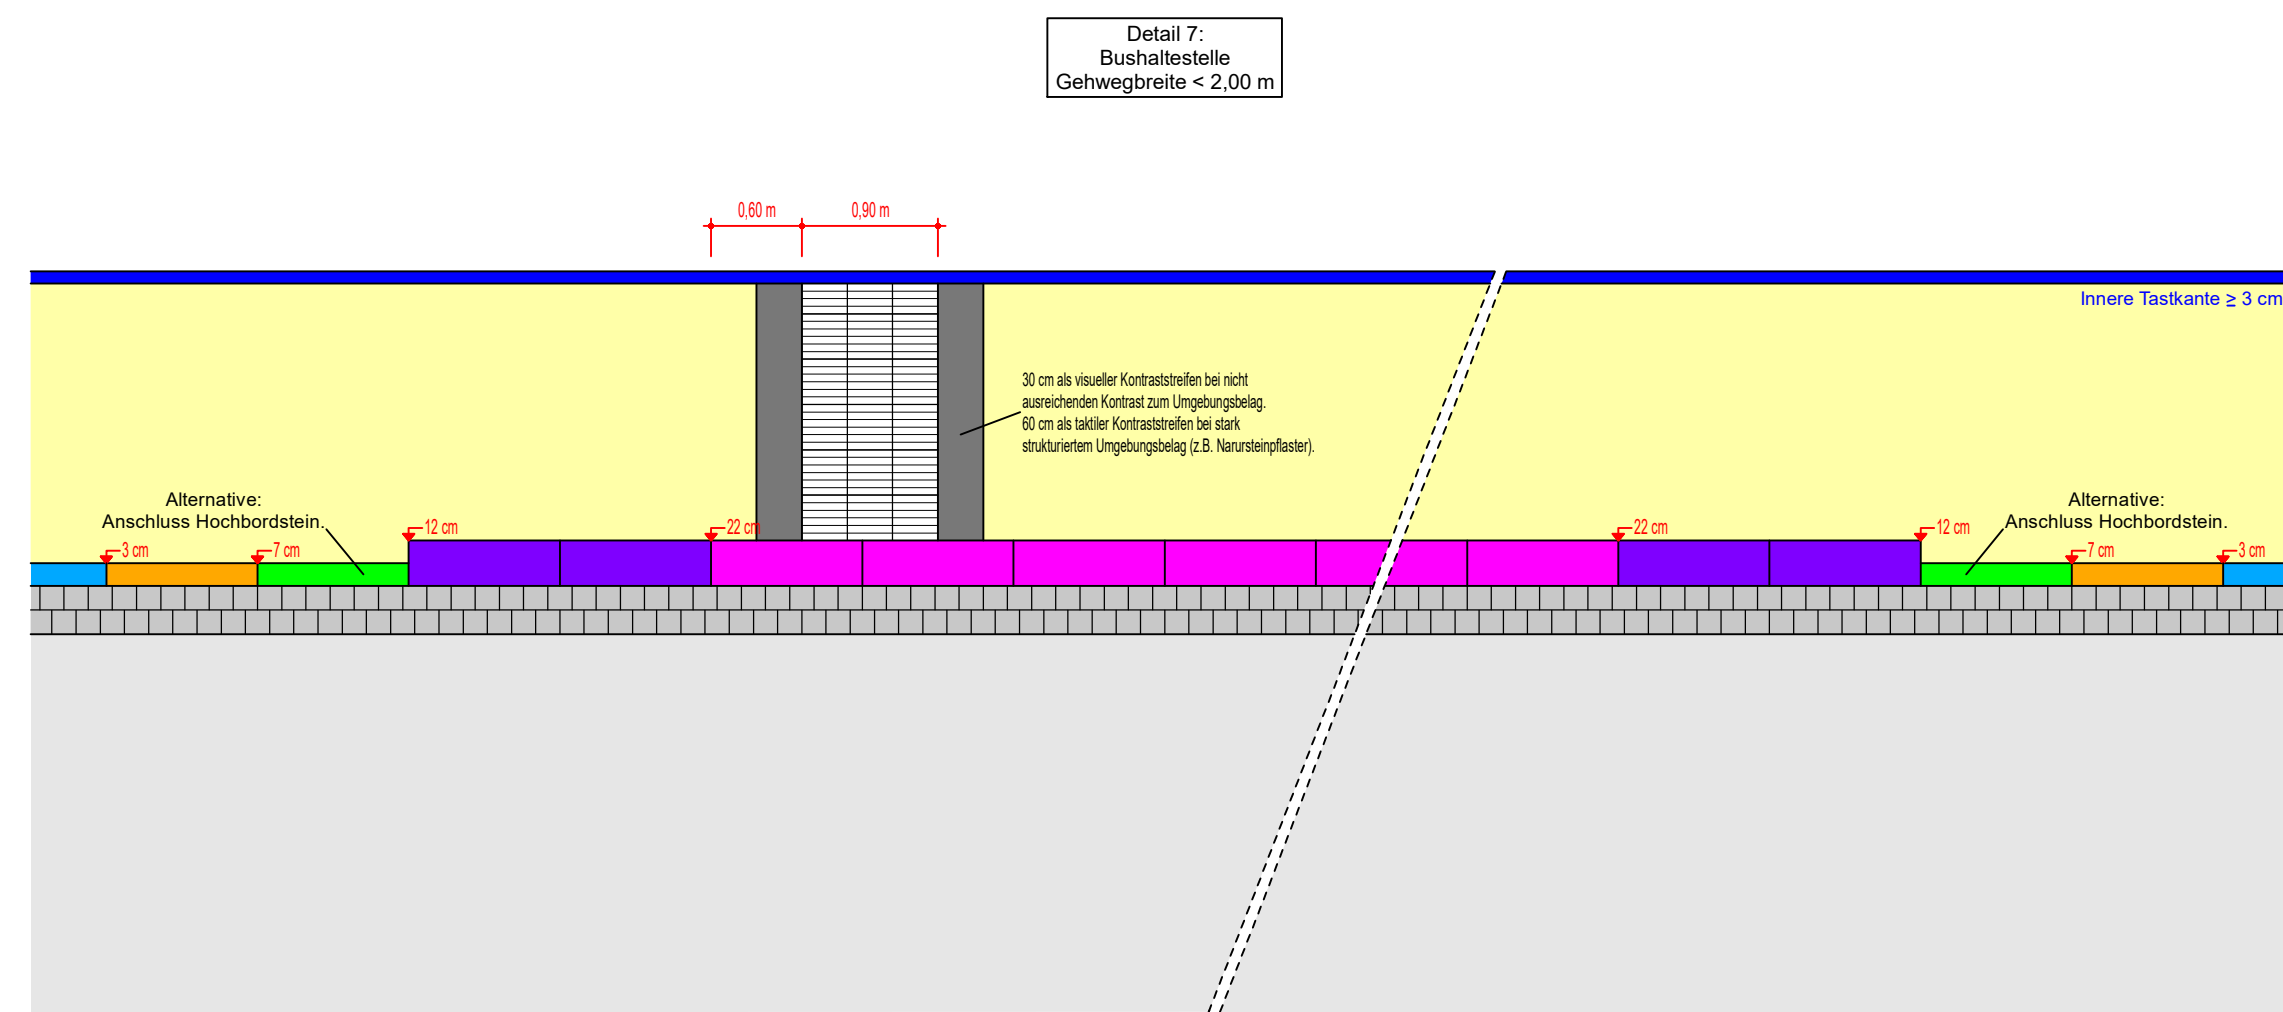 Detail 7:
Bushaltestelle
Gehwegbreite < 2,00 m
0,60 m
0,90 m
Innere Tastkante ≥ 3 cm
30 cm als visueller Kontraststreifen bei nicht
ausreichenden Kontrast zum Umgebungsbelag.
60 cm als taktiler Kontraststreifen bei stark
strukturiertem Umgebungsbelag (z.B. Narursteinpflaster).
Alternative:
Anschluss Hochbordstein.
Alternative:
Anschluss Hochbordstein.
3 cm
7 cm
12 cm
22 cm
22 cm
12 cm
7 cm
3 cm